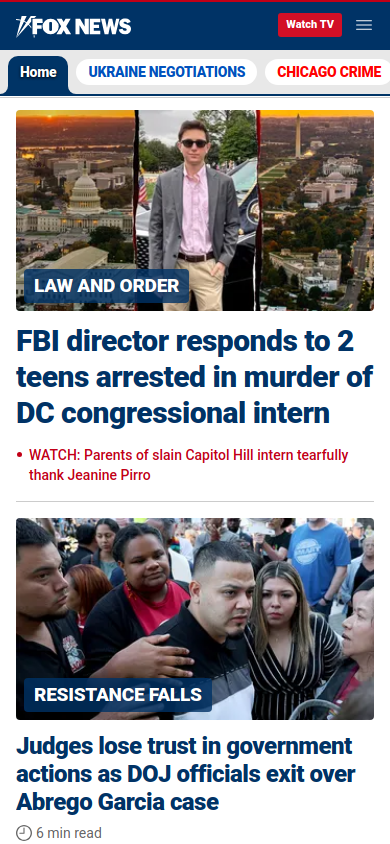 FOX NEWS
Watch TV
Home
UKRAINE NEGOTIATIONS
CHICAGO CRIME
LAW AND ORDER
FBI director responds to 2
teens arrested in murder of
DC congressional intern
• WATCH: Parents of slain Capitol Hill intern tearfully
thank Jeanine Pirro
RESISTANCE FALLS
Judges lose trust in government
actions as DOJ officials exit over
Abrego Garcia case
6 min read